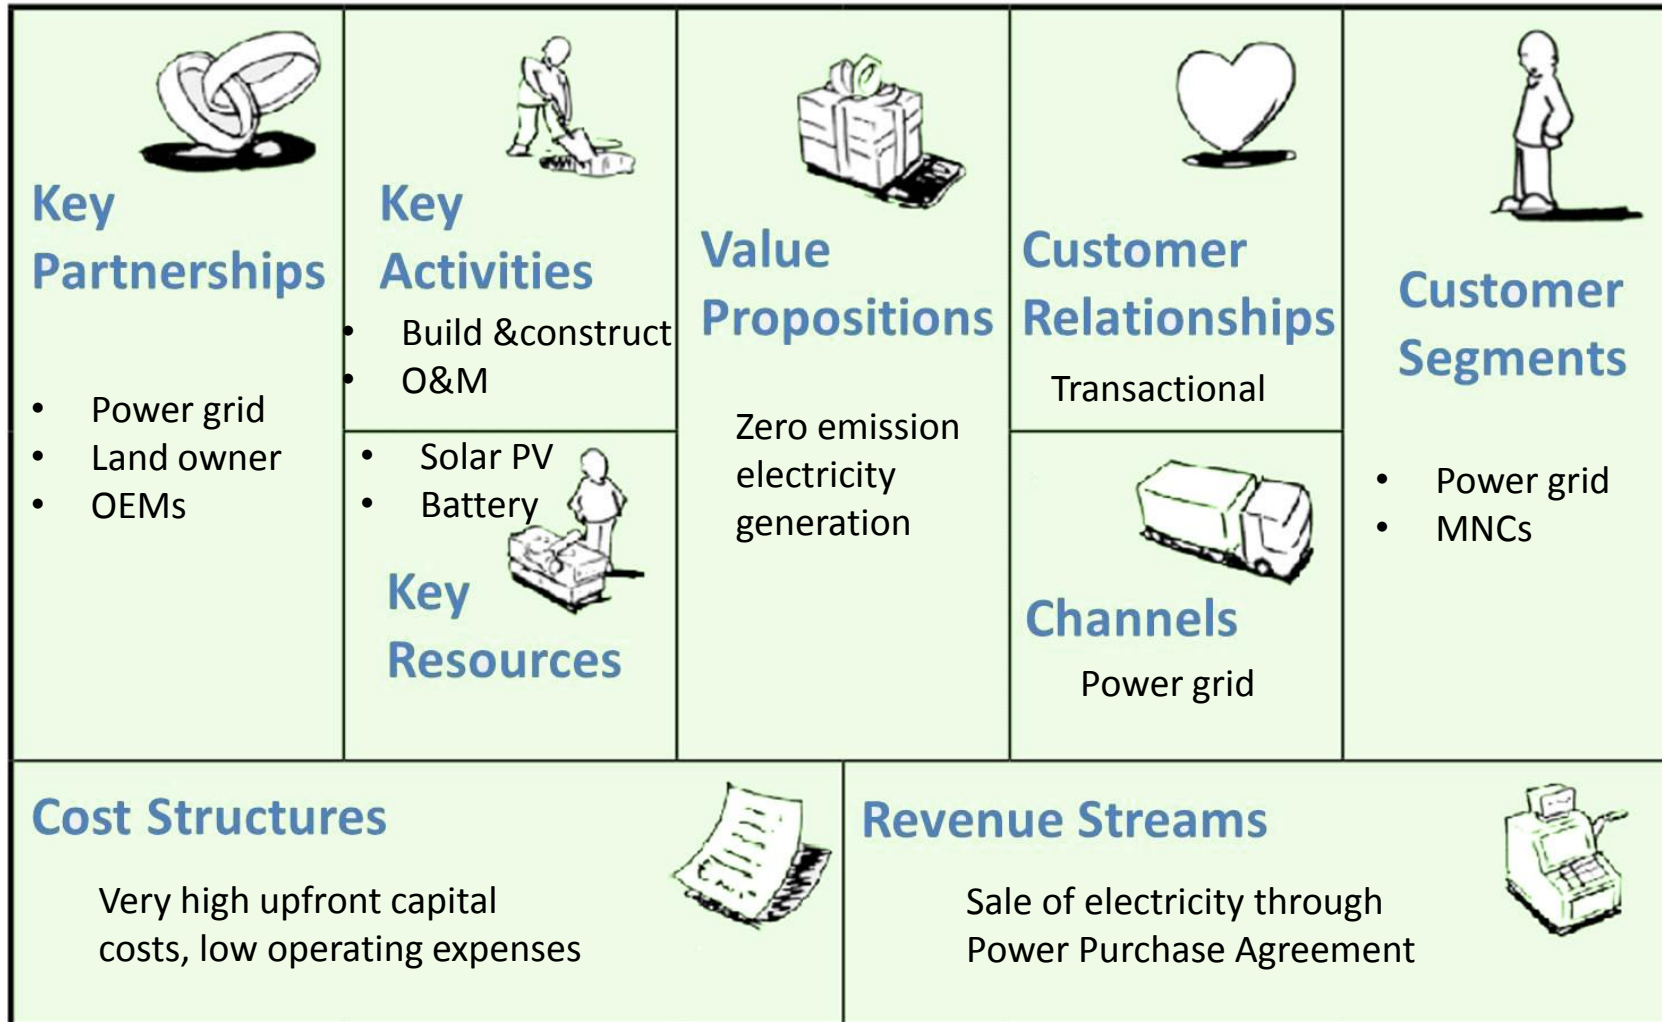 Key
Partnerships
• Power grid
• Land owner
• OEMs
Key
Activities
• Build &construct
• O&M
• Solar PV
• Battery
Key
Resources
Value
Propositions
Zero emission
electricity
generation
Customer
Relationships
Transactional
Channels
Power grid
Customer
Segments
• Power grid
• MNCs
Cost Structures
Very high upfront capital
costs, low operating expenses
Revenue Streams
Sale of electricity through
Power Purchase Agreement